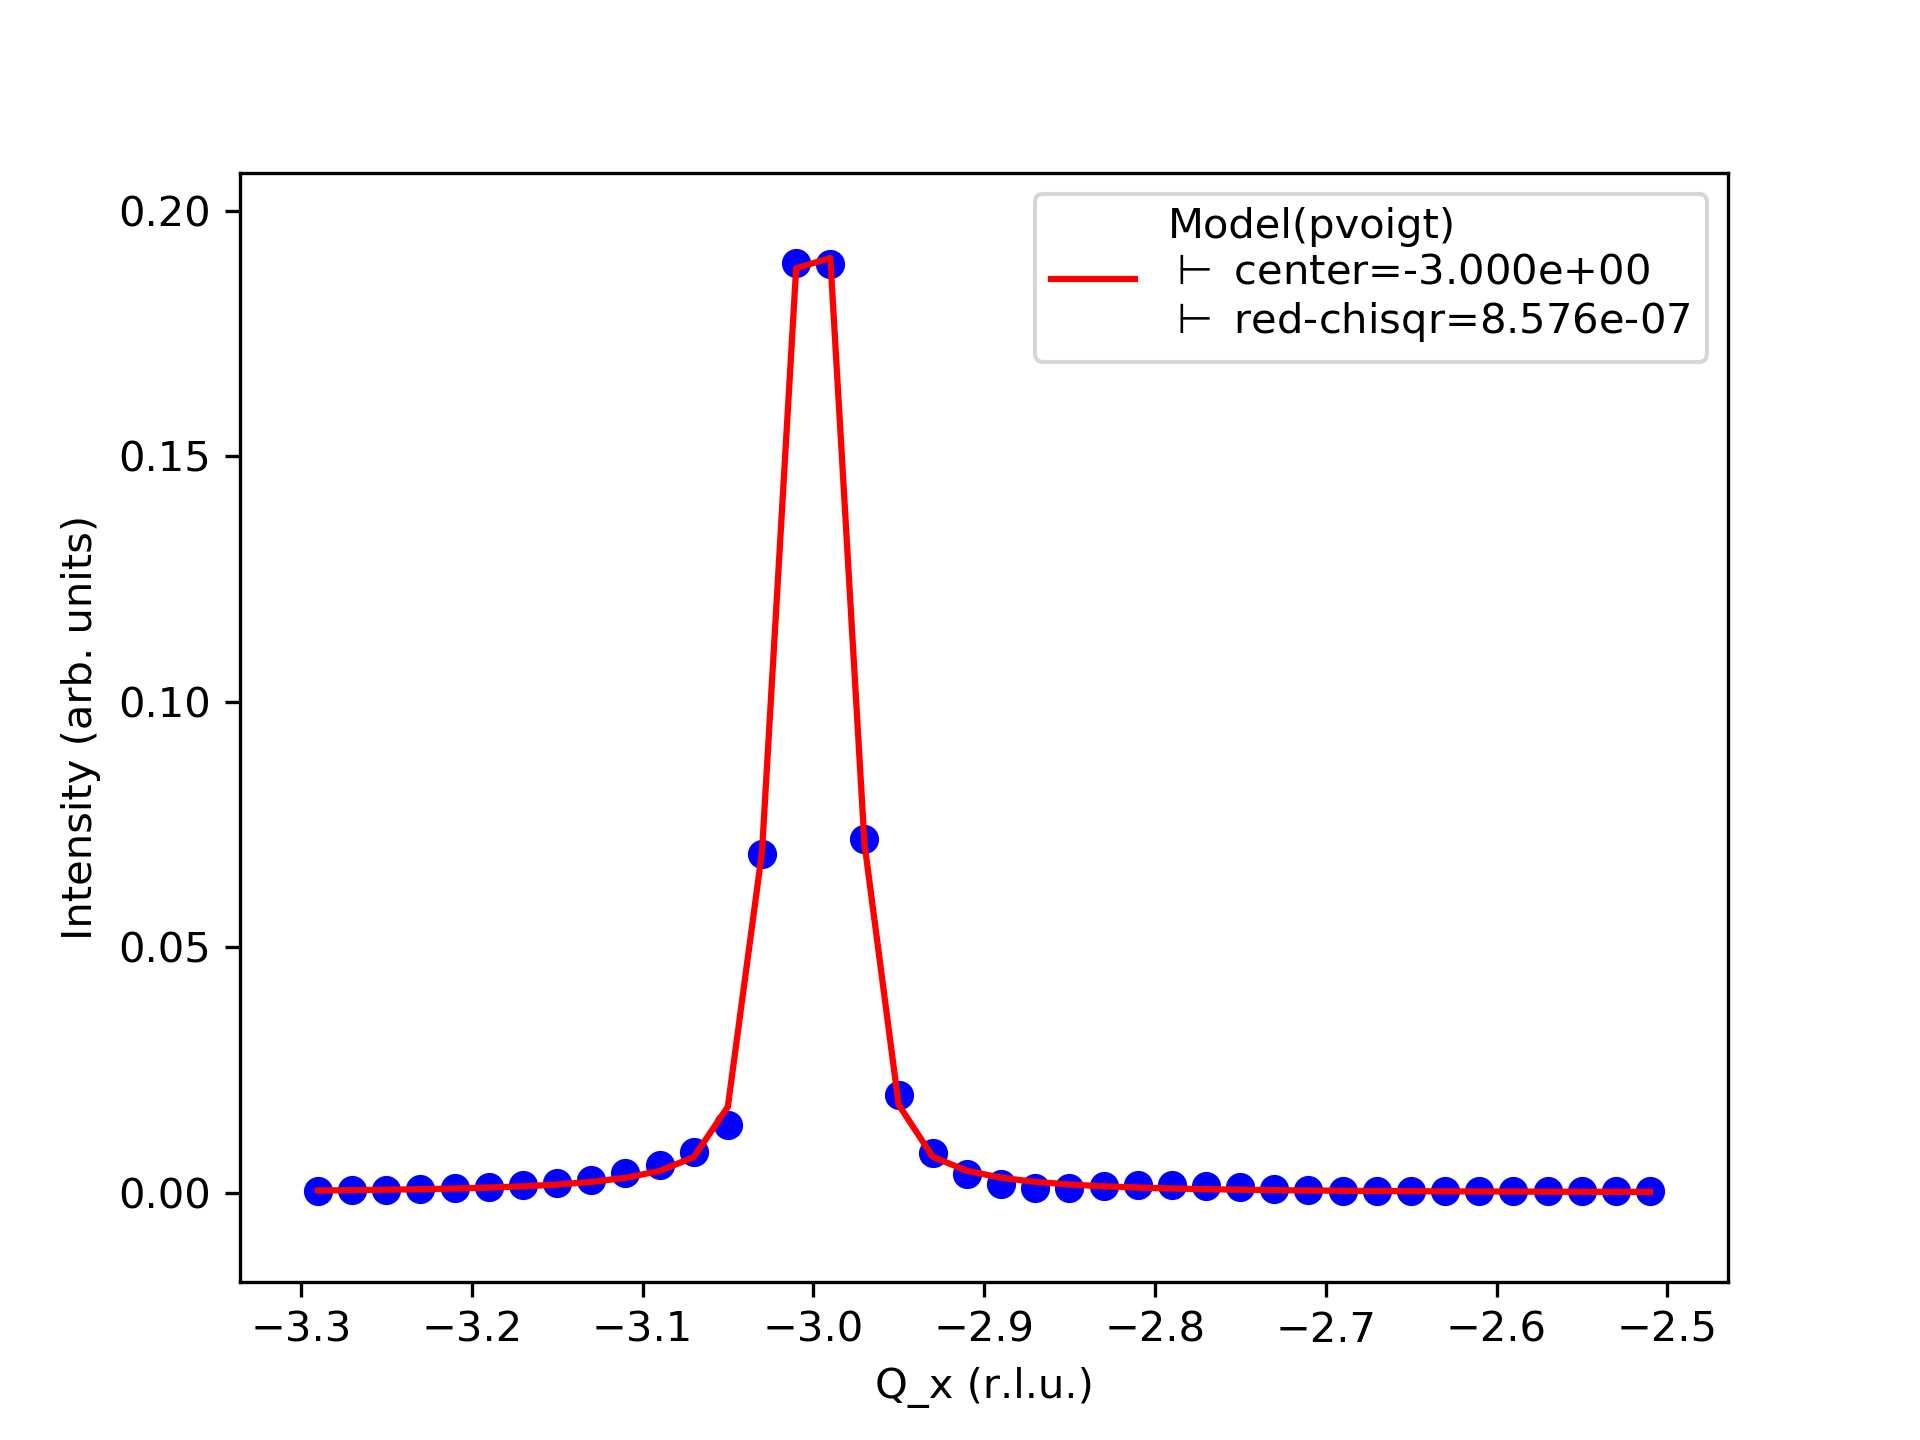 Model(pvoigt)
⊢ center=-3.000e+00
⊢ red-chisqr=8.576e-07
0.20
0.15
0.10
0.05
0.00
Intensity (arb. units)
−3.3 −3.2 −3.1 −3.0 −2.9 −2.8 −2.7 −2.6 −2.5
Q_x (r.l.u.)